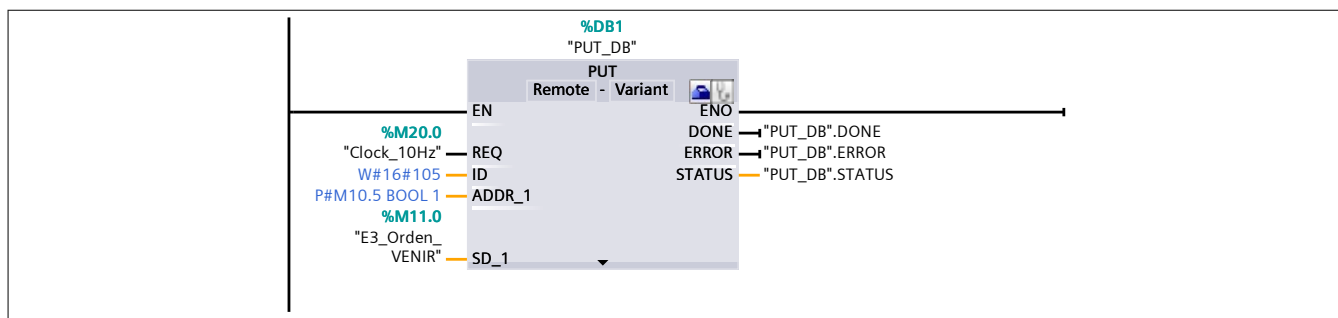 %DB1
"PUT_DB"
PUT
Remote - Variant
EN ENO
%M20.0 DONE "PUT_DB".DONE
"Clock_10Hz" REQ ERROR "PUT_DB".ERROR
W#16#105 ID STATUS "PUT_DB".STATUS
P#M10.5 BOOL 1 ADDR_1
%M11.0
"E3_Orden_
VENIR" SD_1